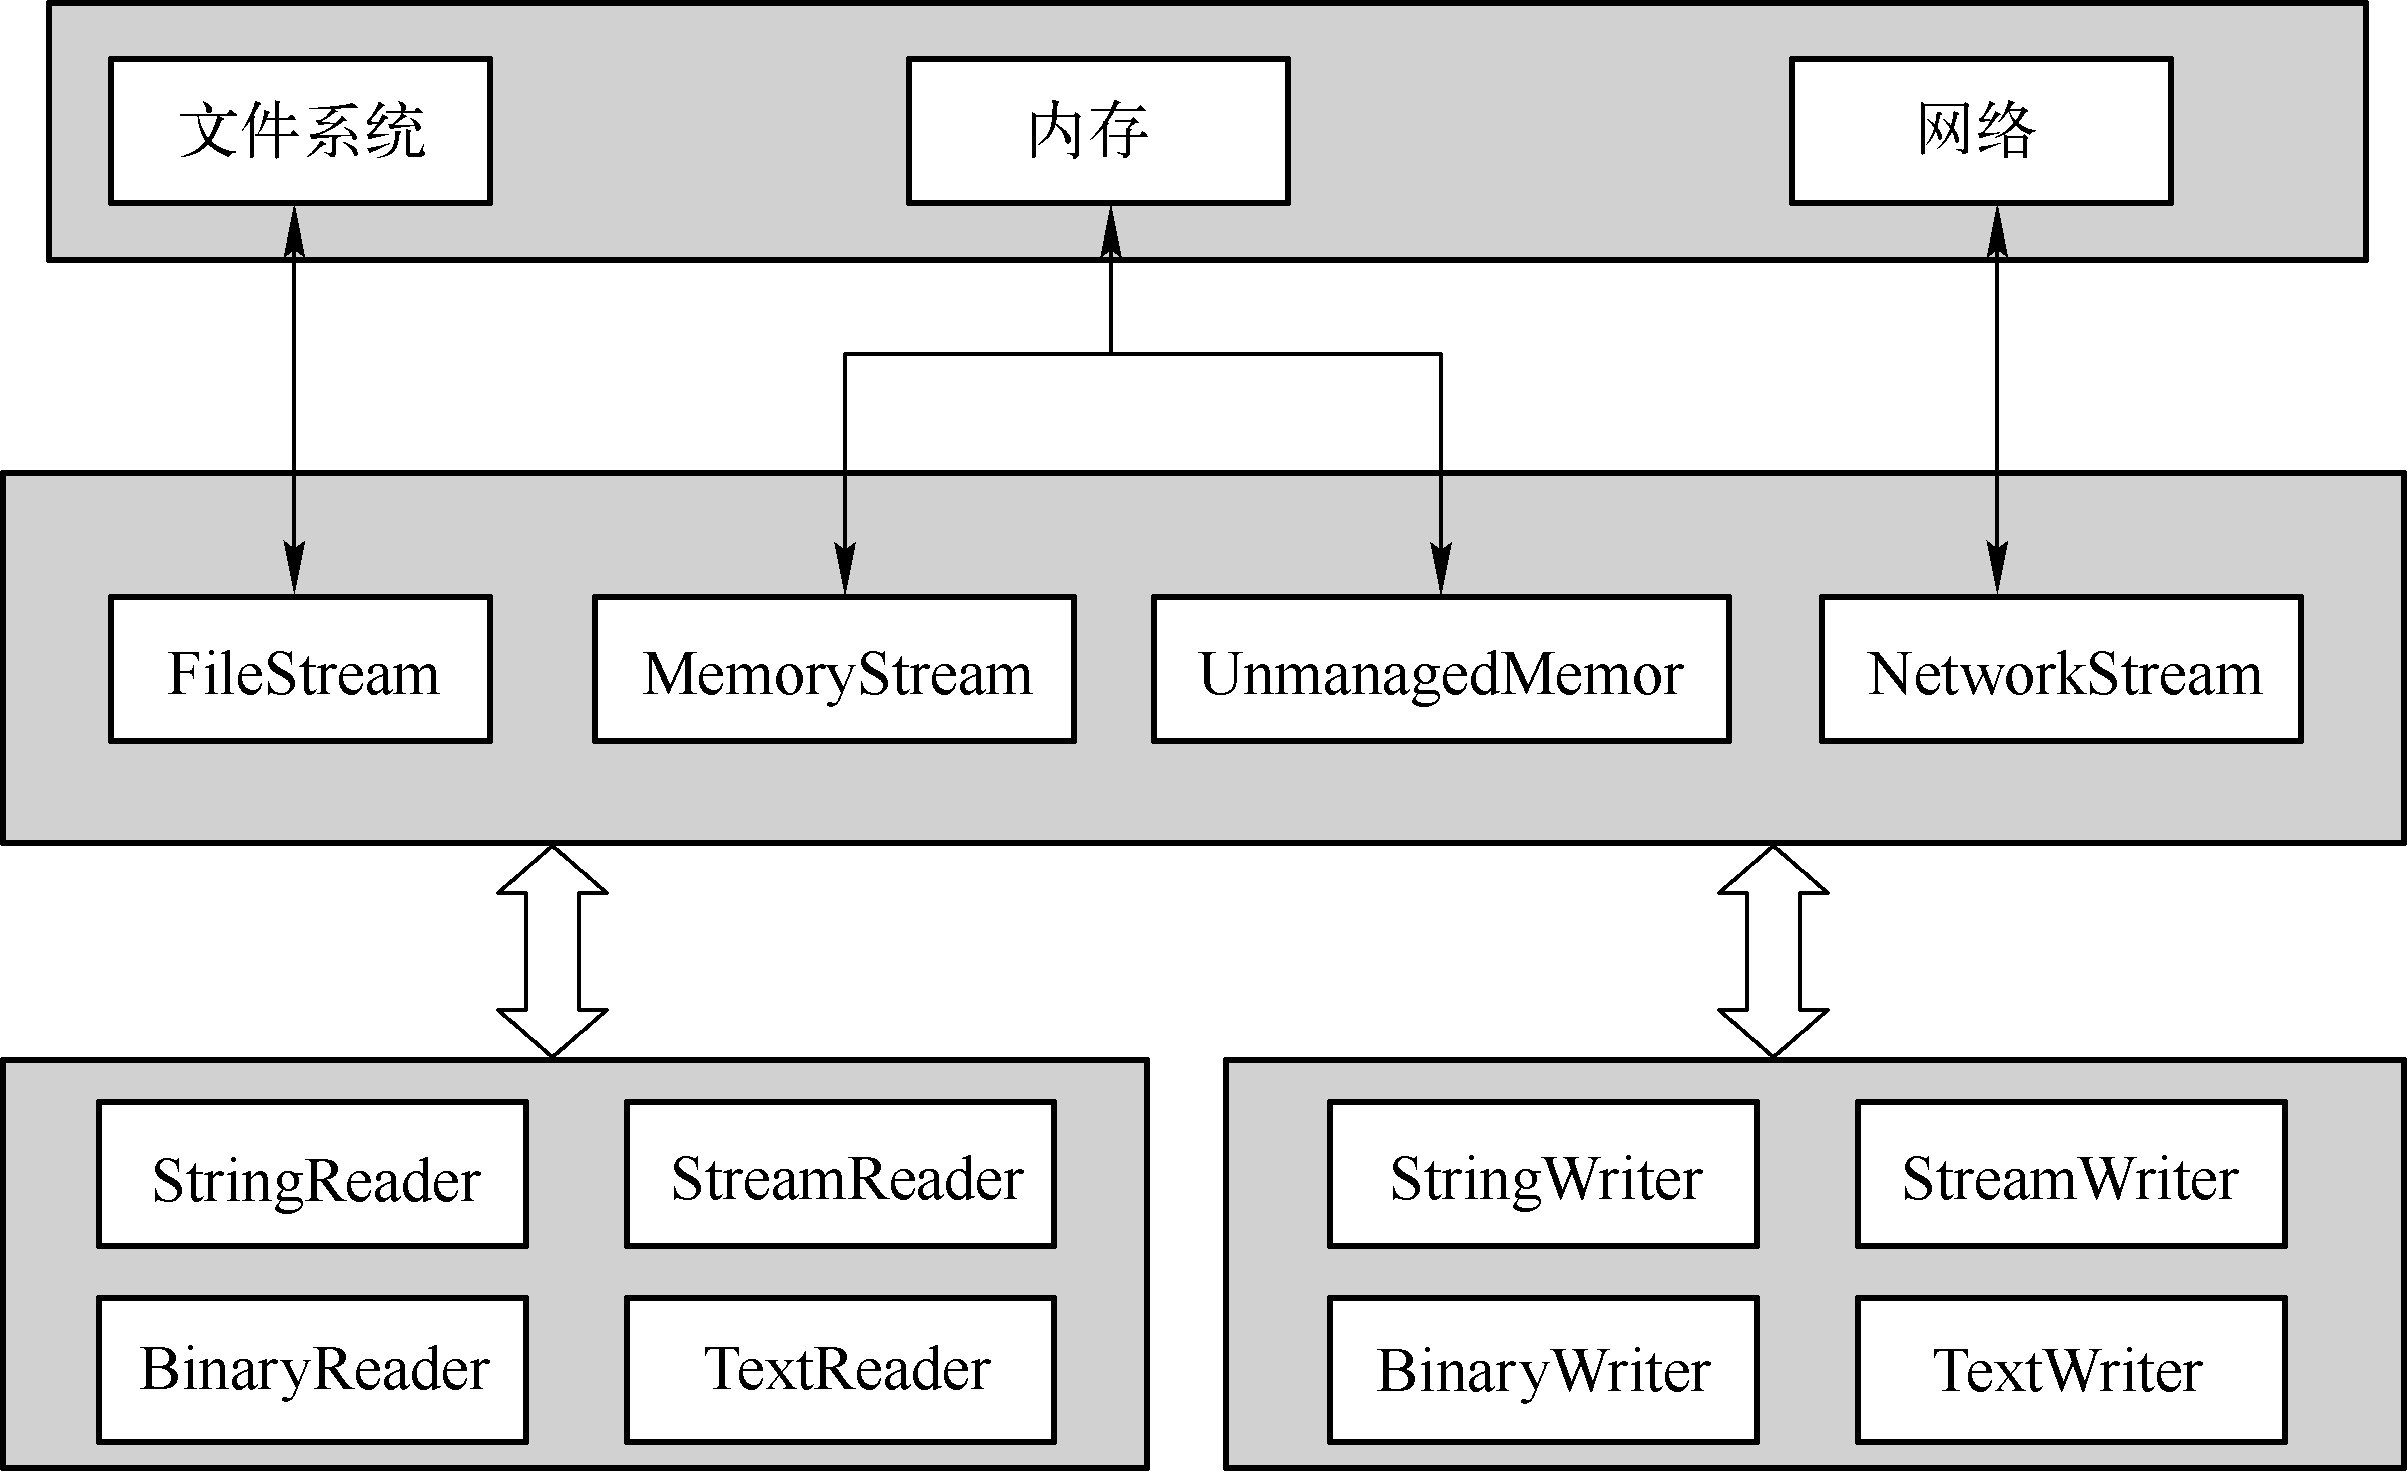 文件系统
内存
网络
FileStream
MemoryStream
UnmanagedMemor
NetworkStream
StringReader
StreamReader
StringWriter
StreamWriter
BinaryReader
TextReader
BinaryWriter
TextWriter